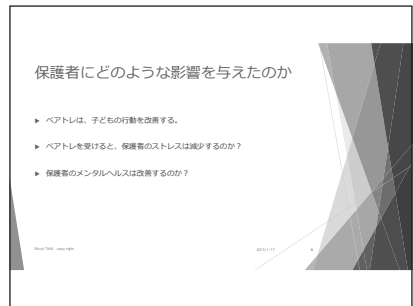 保護者にどのような影響を与えたのか
▶ ペアトレは、子どもの行動を改善する。
▶ ペアトレを受けると、保護者のストレスは減少するのか？
▶ 保護者のメンタルヘルスは改善するのか？
copy right